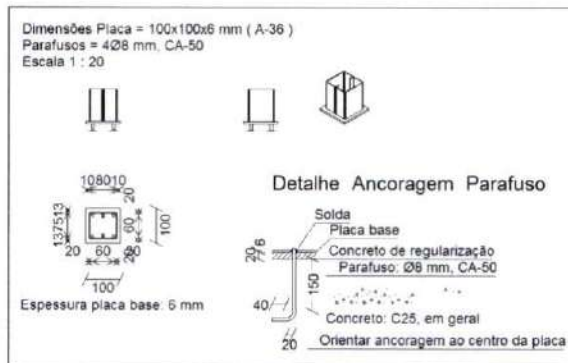 Dimensões Placa = 100x100x6 mm ( A-36 )
Parafusos = 4Ø8 mm, CA-50
Escala 1 : 20
Detalhe Ancoragem Parafuso
108010
20
137513
60
100
20
60
100
Espessura placa base: 6 mm
Solda
Placa base
20
6
Concreto de regularização
Parafuso: Ø8 mm, CA-50
150
40
Concreto: C25, em geral
20
Orientar ancoragem ao centro da placa